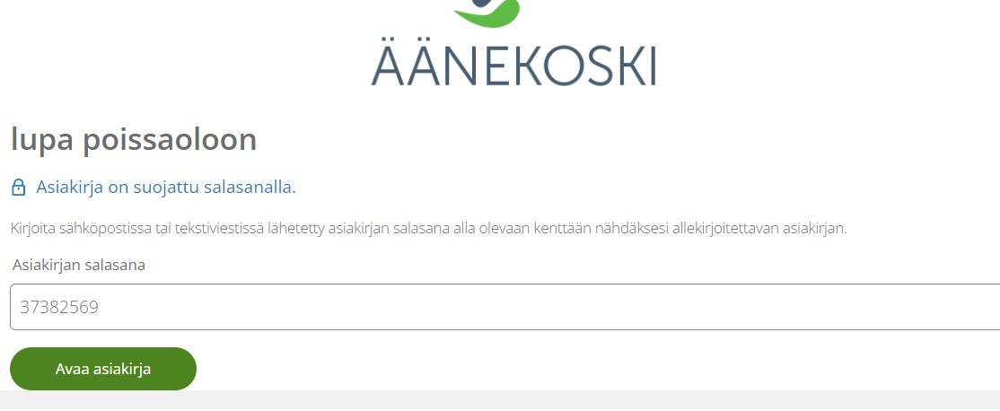 ÄÄNEKOSKI
lupa poissaoloon
Asiakirja on suojattu salasanalla.
Kirjoita sähköpostissa tai tekstiviestissä lähetetty asiakirjan salasana alla olevaan kenttään nähdäksesi allekirjoitettavan asiakirjan.
Asiakirjan salasana
37382569
Avaa asiakirja